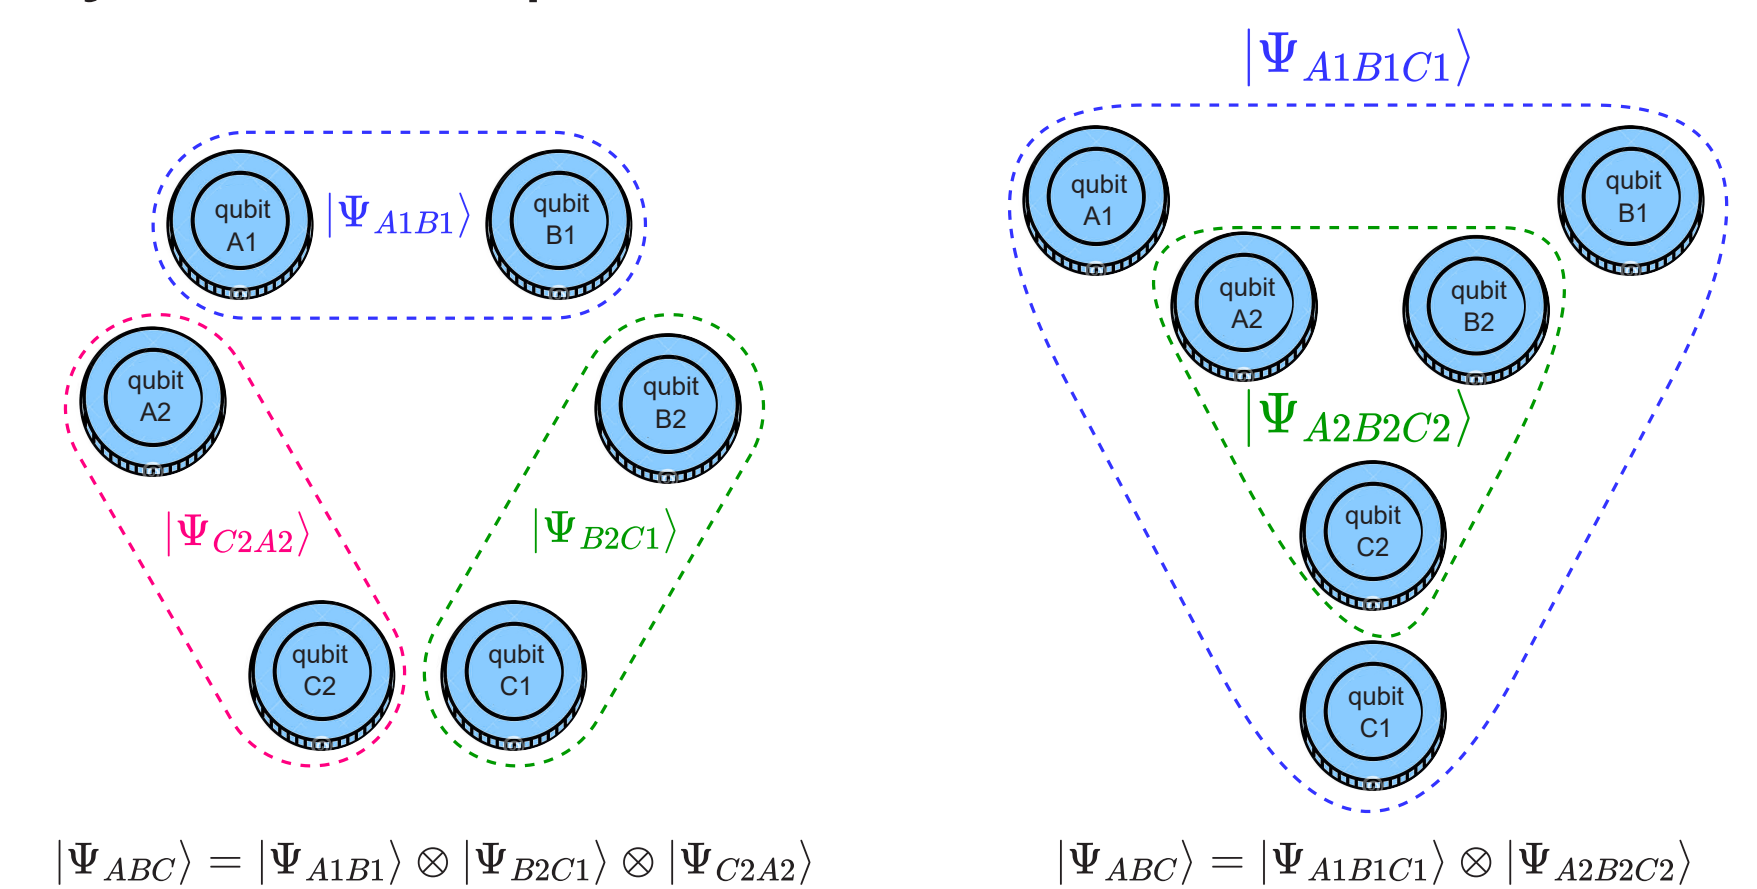 |Ψ_{A1B1C1}⟩
qubit A1
|Ψ_{A1B1}⟩
qubit B1
qubit A2
qubit B2
|Ψ_{C2A2}⟩
|Ψ_{B2C1}⟩
qubit C2
qubit C1
|Ψ_{ABC}⟩ = |Ψ_{A1B1}⟩ ⊗ |Ψ_{B2C1}⟩ ⊗ |Ψ_{C2A2}⟩
qubit A1
qubit B1
qubit A2
qubit B2
|Ψ_{A2B2C2}⟩
qubit C2
qubit C1
|Ψ_{ABC}⟩ = |Ψ_{A1B1C1}⟩ ⊗ |Ψ_{A2B2C2}⟩